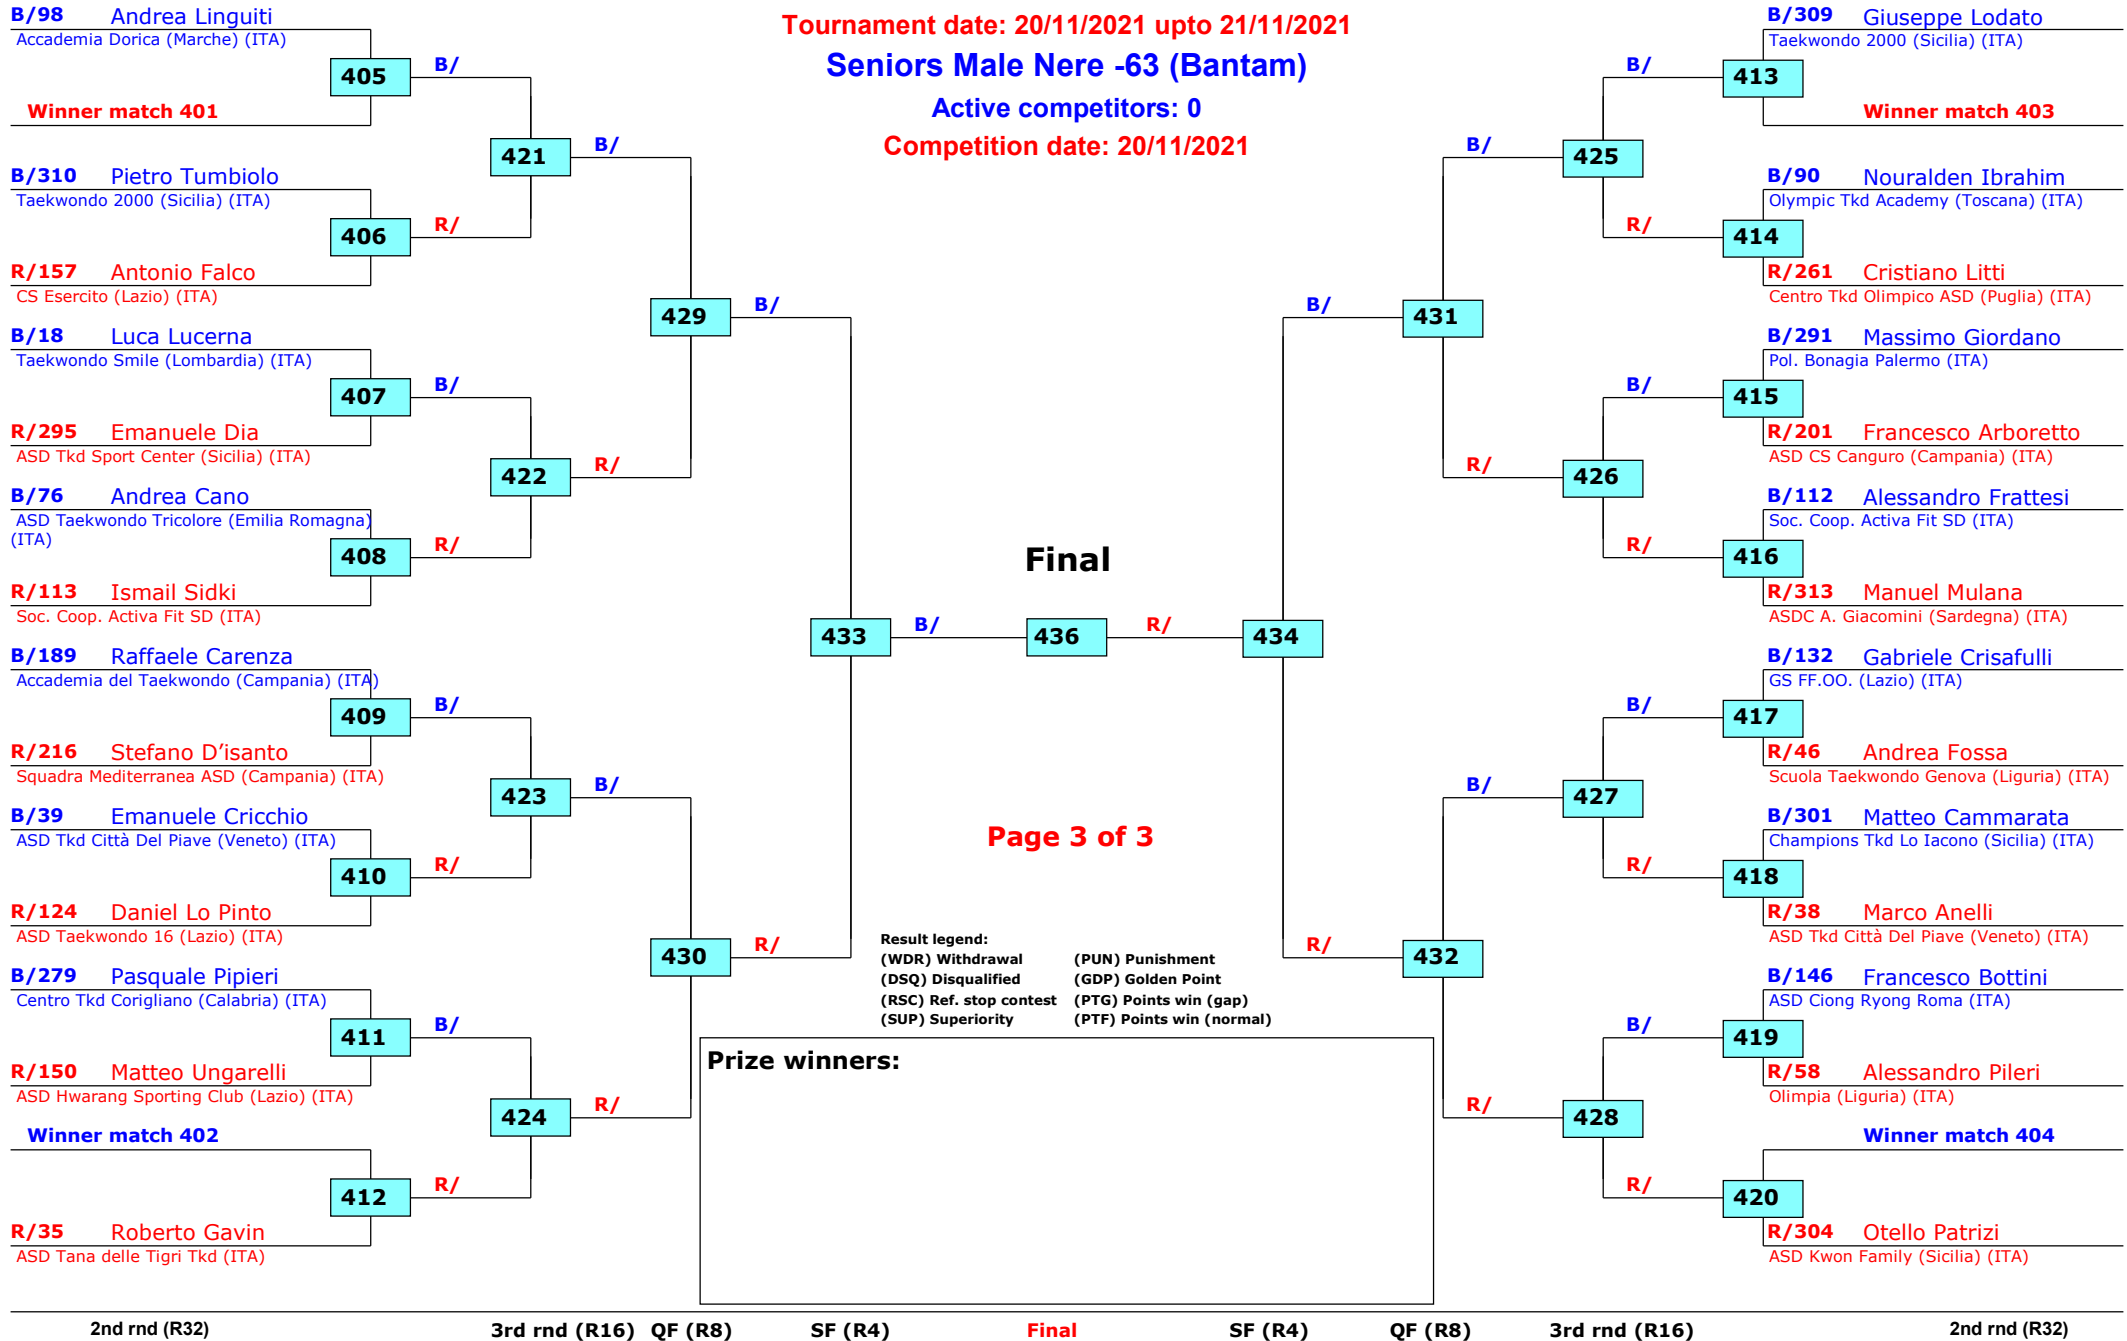 Tournament date: 20/11/2021 upto 21/11/2021
Seniors Male Nere -63 (Bantam)
Active competitors: 0
Competition date: 20/11/2021
B/98 Andrea Linguiti
Accademia Dorica (Marche) (ITA)
405
B/
Winner match 401
421
B/
B/310 Pietro Tumbiolo
Taekwondo 2000 (Sicilia) (ITA)
406
R/
R/157 Antonio Falco
CS Esercito (Lazio) (ITA)
429
B/
B/18 Luca Lucerna
Taekwondo Smile (Lombardia) (ITA)
407
B/
R/295 Emanuele Dia
ASD Tkd Sport Center (Sicilia) (ITA)
422
R/
B/76 Andrea Cano
ASD Taekwondo Tricolore (Emilia Romagna)
(ITA)
408
R/
R/113 Ismail Sidki
Soc. Coop. Activa Fit SD (ITA)
433
B/
B/189 Raffaele Carenza
Accademia del Taekwondo (Campania) (ITA)
409
B/
R/216 Stefano D'isanto
Squadra Mediterranea ASD (Campania) (ITA)
423
B/
B/39 Emanuele Cricchio
ASD Tkd Città Del Piave (Veneto) (ITA)
410
R/
R/124 Daniel Lo Pinto
ASD Taekwondo 16 (Lazio) (ITA)
430
R/
B/279 Pasquale Pipieri
Centro Tkd Corigliano (Calabria) (ITA)
411
B/
R/150 Matteo Ungarelli
ASD Hwarang Sporting Club (Lazio) (ITA)
424
R/
Winner match 402
412
R/
R/35 Roberto Gavin
ASD Tana delle Tigri Tkd (ITA)
Final
436
R/
434
Page 3 of 3
Result legend:
(WDR) Withdrawal (PUN) Punishment
(DSQ) Disqualified (GDP) Golden Point
(RSC) Ref. stop contest (PTG) Points win (gap)
(SUP) Superiority (PTF) Points win (normal)
Prize winners:
B/309 Giuseppe Lodato
Taekwondo 2000 (Sicilia) (ITA)
B/
413
Winner match 403
B/
425
B/90 Nouralden Ibrahim
Olympic Tkd Academy (Toscana) (ITA)
R/
414
R/261 Cristiano Litti
Centro Tkd Olimpico ASD (Puglia) (ITA)
B/
431
B/291 Massimo Giordano
Pol. Bonagia Palermo (ITA)
B/
415
R/201 Francesco Arboretto
ASD CS Canguro (Campania) (ITA)
R/
426
B/112 Alessandro Frattesi
Soc. Coop. Activa Fit SD (ITA)
R/
416
R/313 Manuel Mulana
ASDC A. Giacomini (Sardegna) (ITA)
B/132 Gabriele Crisafulli
GS FF.OO. (Lazio) (ITA)
B/
417
R/46 Andrea Fossa
Scuola Taekwondo Genova (Liguria) (ITA)
B/
427
B/301 Matteo Cammarata
Champions Tkd Lo Iacono (Sicilia) (ITA)
R/
418
R/38 Marco Anelli
ASD Tkd Città Del Piave (Veneto) (ITA)
R/
432
B/146 Francesco Bottini
ASD Ciong Ryong Roma (ITA)
B/
419
R/58 Alessandro Pileri
Olimpia (Liguria) (ITA)
R/
428
Winner match 404
R/
420
R/304 Otello Patrizi
ASD Kwon Family (Sicilia) (ITA)
2nd rnd (R32) 3rd rnd (R16) QF (R8) SF (R4) Final SF (R4) QF (R8) 3rd rnd (R16) 2nd rnd (R32)